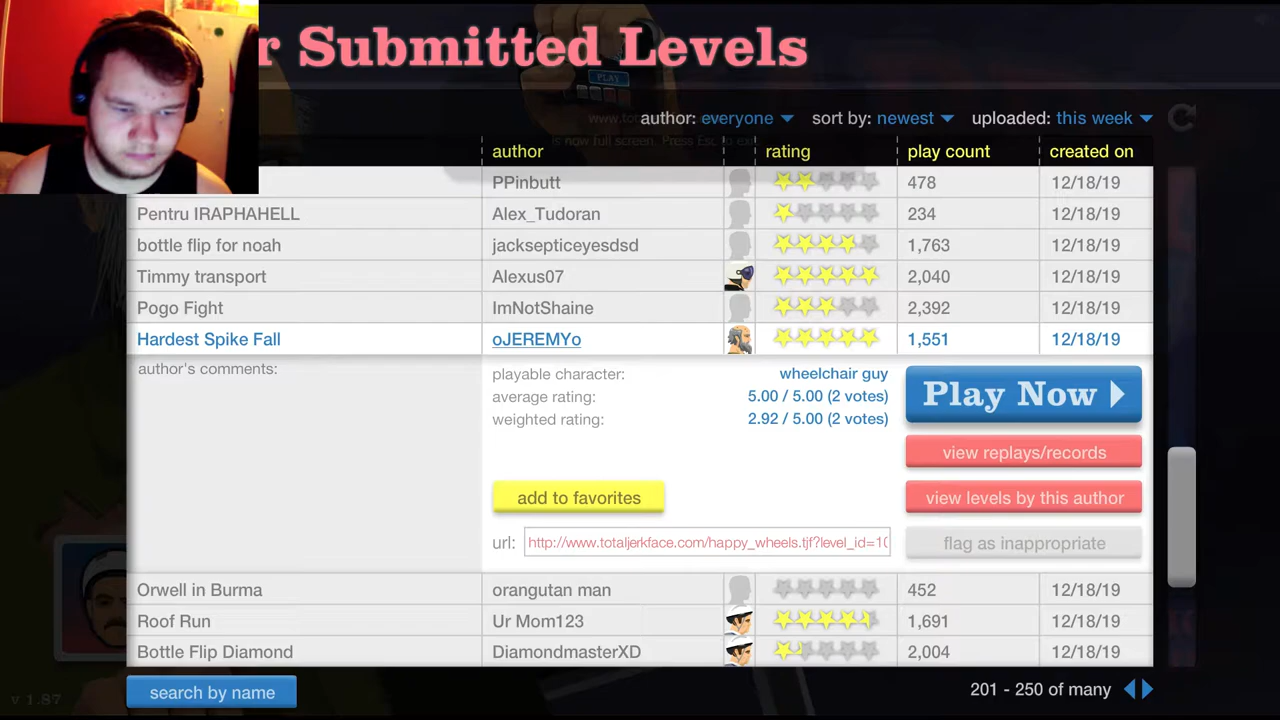 r Submitted Levels
PLAY
author: everyone sort by: newest uploaded: this week
author rating play count created on
PPinbutt 478 12/18/19
Pentru IRAPHAHELL Alex_Tudoran 234 12/18/19
bottle flip for noah jacksepticeyesdsd 1,763 12/18/19
Timmy transport Alexus07 2,040 12/18/19
Pogo Fight ImNotShaine 2,392 12/18/19
Hardest Spike Fall oJEREMYo 1,551 12/18/19
author's comments: playable character: wheelchair guy Play Now
average rating: 5.00 / 5.00 (2 votes)
weighted rating: 2.92 / 5.00 (2 votes)
view replays/records
add to favorites view levels by this author
url: http://www.totaljerkface.com/happy_wheels.tjf?level_id=10 flag as inappropriate
Orwell in Burma orangutan man 452 12/18/19
Roof Run Ur Mom123 1,691 12/18/19
Bottle Flip Diamond DiamondmasterXD 2,004 12/18/19
search by name 201 - 250 of many
v 1.87